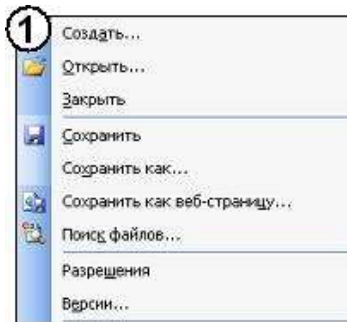 1
Создать...
Открыть...
Закрыть
Сохранить
Сохранить как...
Сохранить как веб-страницу...
Поиск файлов...
Разрешения
Версии...